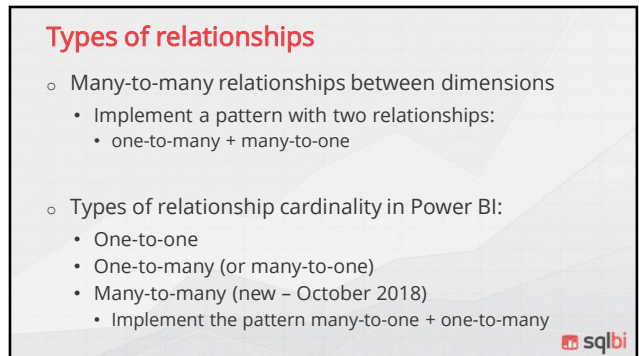 Types of relationships
○ Many-to-many relationships between dimensions
• Implement a pattern with two relationships:
• one-to-many + many-to-one
○ Types of relationship cardinality in Power BI:
• One-to-one
• One-to-many (or many-to-one)
• Many-to-many (new – October 2018)
• Implement the pattern many-to-one + one-to-many
sqlbi